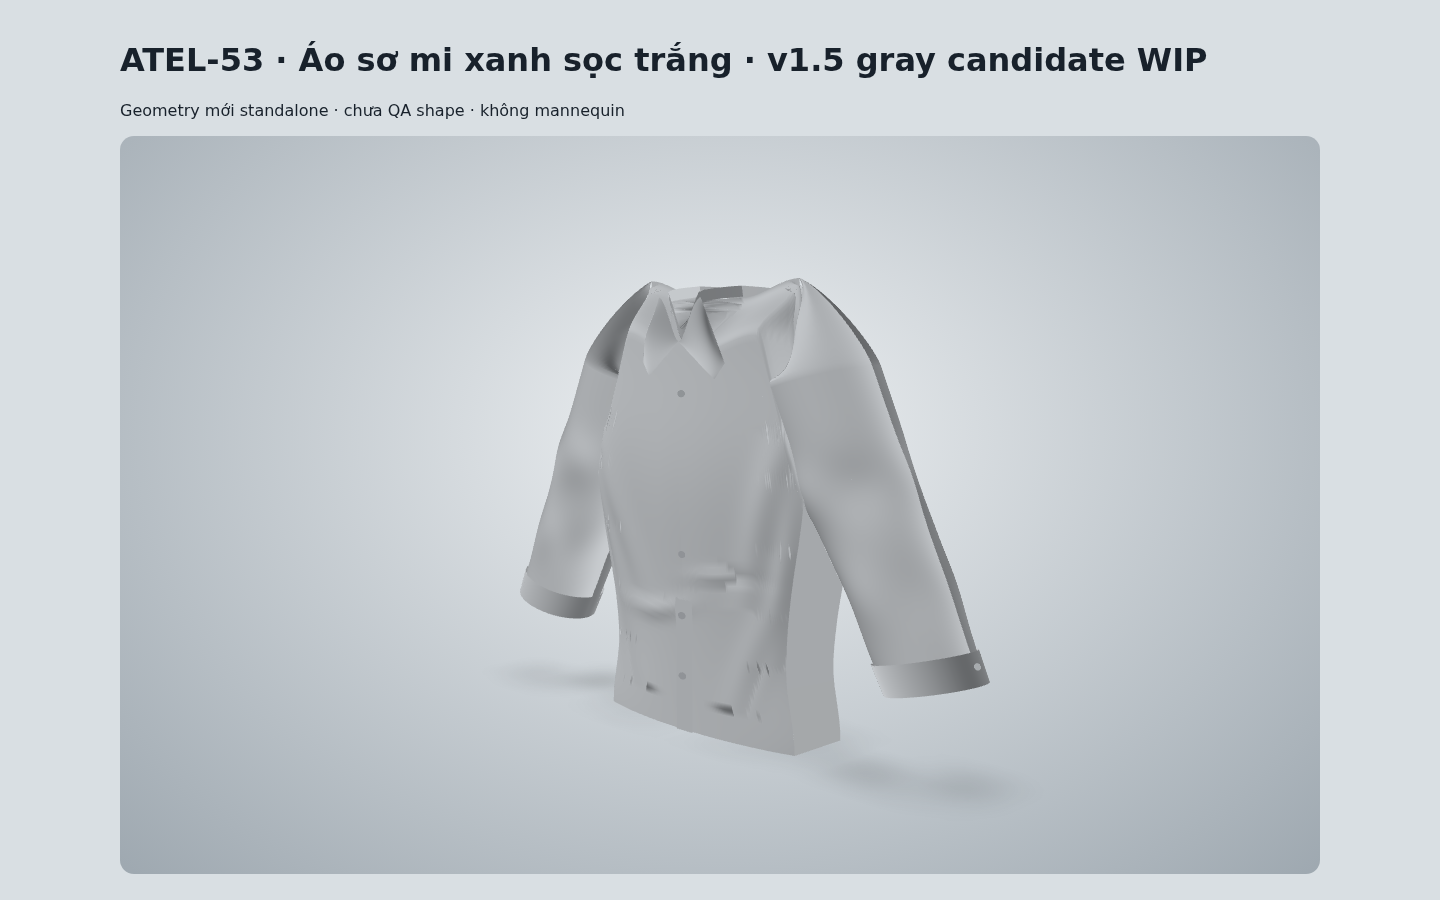 ATEL-53 · Áo sơ mi xanh sọc trắng · v1.5 gray candidate WIP
Geometry mới standalone · chưa QA shape · không mannequin